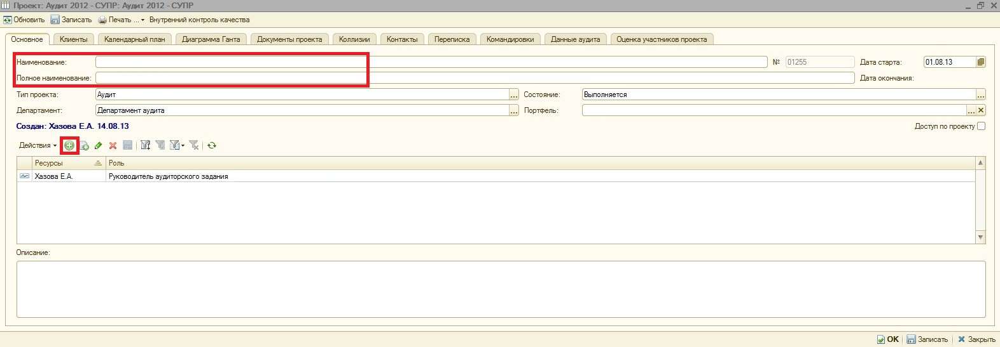 Проект: Аудит 2012 - СУПР: Аудит 2012 - СУПР
Обновить Записать Печать ... Внутренний контроль качества
Основное Клиенты Календарный план Диаграмма Ганта Документы проекта Коллизии Контакты Переписка Командировки Данные аудита Оценка участников проекта
Наименование: № 01255 Дата старта: 01.08.13
Полное наименование: Дата окончания:
Тип проекта: Аудит ... Состояние: Выполняется ...
Департамент: Департамент аудита ... Портфель: ...
Создан: Хазова Е.А. 14.08.13
Доступ по проекту
Действия
Ресурсы Роль
Хазова Е.А. Руководитель аудиторского задания
Описание:
OK Записать Закрыть